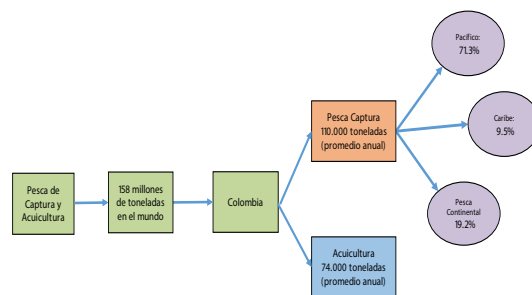 Pesca de
Captura y
Acuicultura
158 millones
de toneladas
en el mundo
Colombia
Pesca Captura
110.000 toneladas
(promedio anual)
Acuicultura
74.000 toneladas
(promedio anual)
Pacífico:
71.3%
Caribe:
9.5%
Pesca
Continental
19.2%